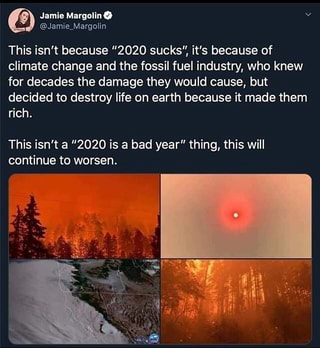 Jamie Margolin
@Jamie_Margolin
This isn't because "2020 sucks", it's because of
climate change and the fossil fuel industry, who knew
for decades the damage they would cause, but
decided to destroy life on earth because it made them
rich.
This isn't a "2020 is a bad year" thing, this will
continue to worsen.